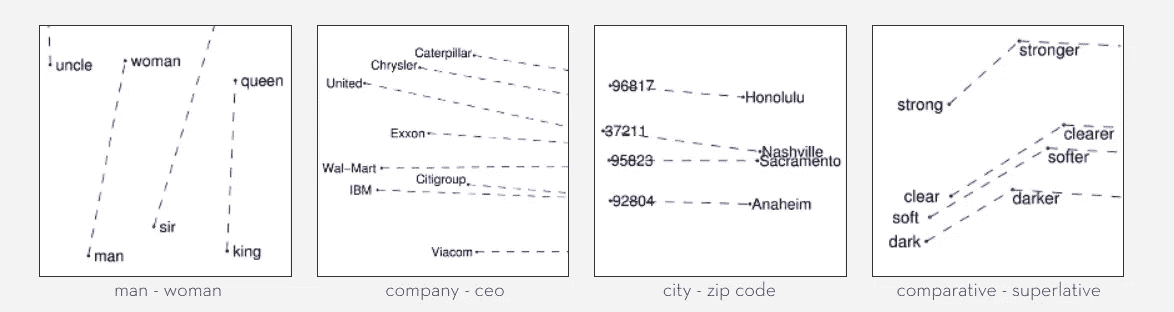 uncle
woman
queen
sir
man
king
man - woman
Caterpillar
Chrysler
United
Exxon
Wal-Mart
Citigroup
IBM
Viacom
company - ceo
96817
Honolulu
37211
Nashville
95823
Sacramento
92804
Anaheim
city - zip code
stronger
strong
clearer
softer
clear
darker
soft
dark
comparative - superlative